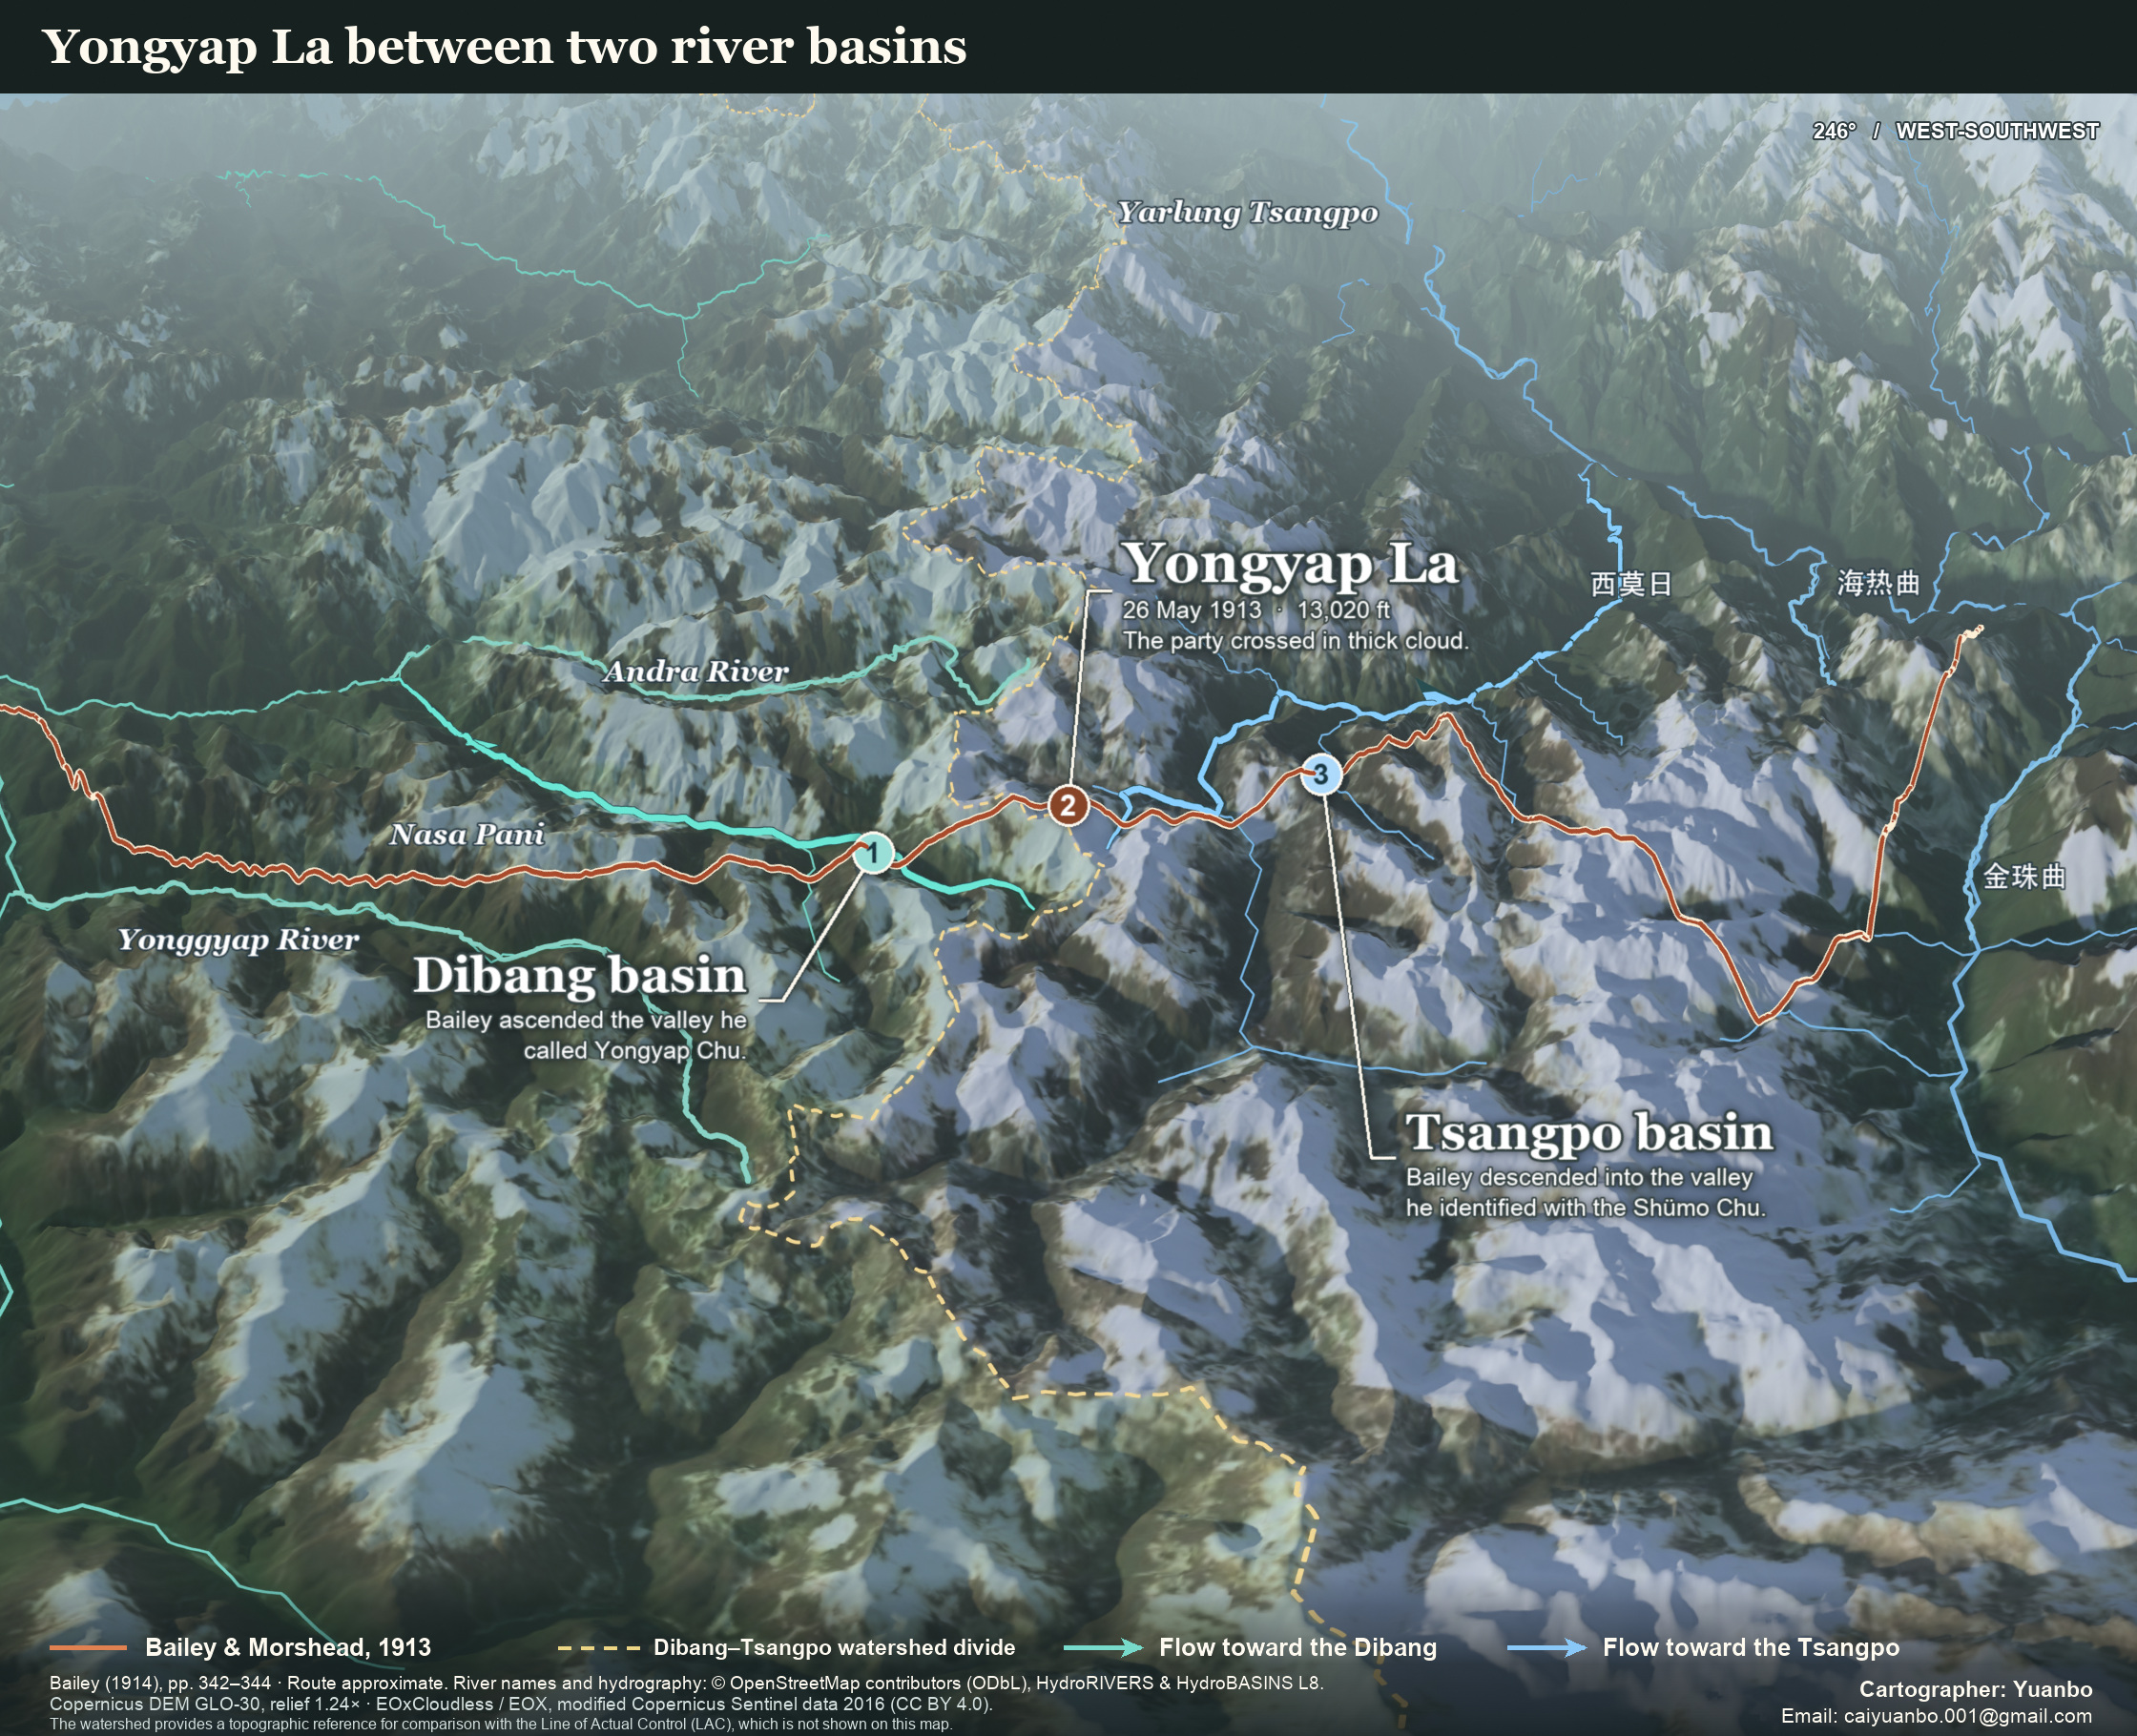 Yongyap La between two river basins
246° / WEST-SOUTHWEST
Yarlung Tsangpo
Yongyap La
26 May 1913 · 13,020 ft
The party crossed in thick cloud.
西莫日
海热曲
Andra River
2
3
Nasa Pani
1
金珠曲
Yonggyap River
Dibang basin
Bailey ascended the valley he
called Yongyap Chu.
Tsangpo basin
Bailey descended into the valley
he identified with the Shümo Chu.
Bailey & Morshead, 1913
Dibang–Tsangpo watershed divide
Flow toward the Dibang
Flow toward the Tsangpo
Bailey (1914), pp. 342–344 · Route approximate. River names and hydrography: © OpenStreetMap contributors (ODbL), HydroRIVERS & HydroBASINS L8.
Copernicus DEM GLO-30, relief 1.24× · EOxCloudless / EOX, modified Copernicus Sentinel data 2016 (CC BY 4.0).
The watershed provides a topographic reference for comparison with the Line of Actual Control (LAC), which is not shown on this map.
Cartographer: Yuanbo
Email: caiyuanbo.001@gmail.com